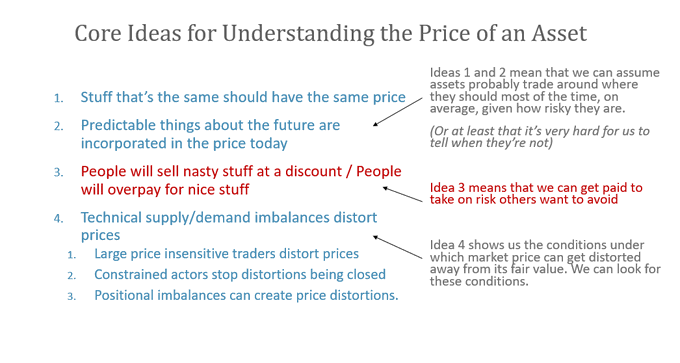 Core Ideas for Understanding the Price of an Asset
1. Stuff that's the same should have the same price
2. Predictable things about the future are
incorporated in the price today
3. People will sell nasty stuff at a discount / People
will overpay for nice stuff
4. Technical supply/demand imbalances distort
prices
1. Large price insensitive traders distort prices
2. Constrained actors stop distortions being closed
3. Positional imbalances can create price distortions.
Ideas 1 and 2 mean that we can assume
assets probably trade around where
they should most of the time, on
average, given how risky they are.
(Or at least that it's very hard for us to
tell when they're not)
Idea 3 means that we can get paid to
take on risk others want to avoid
Idea 4 shows us the conditions under
which market price can get distorted
away from its fair value. We can look for
these conditions.